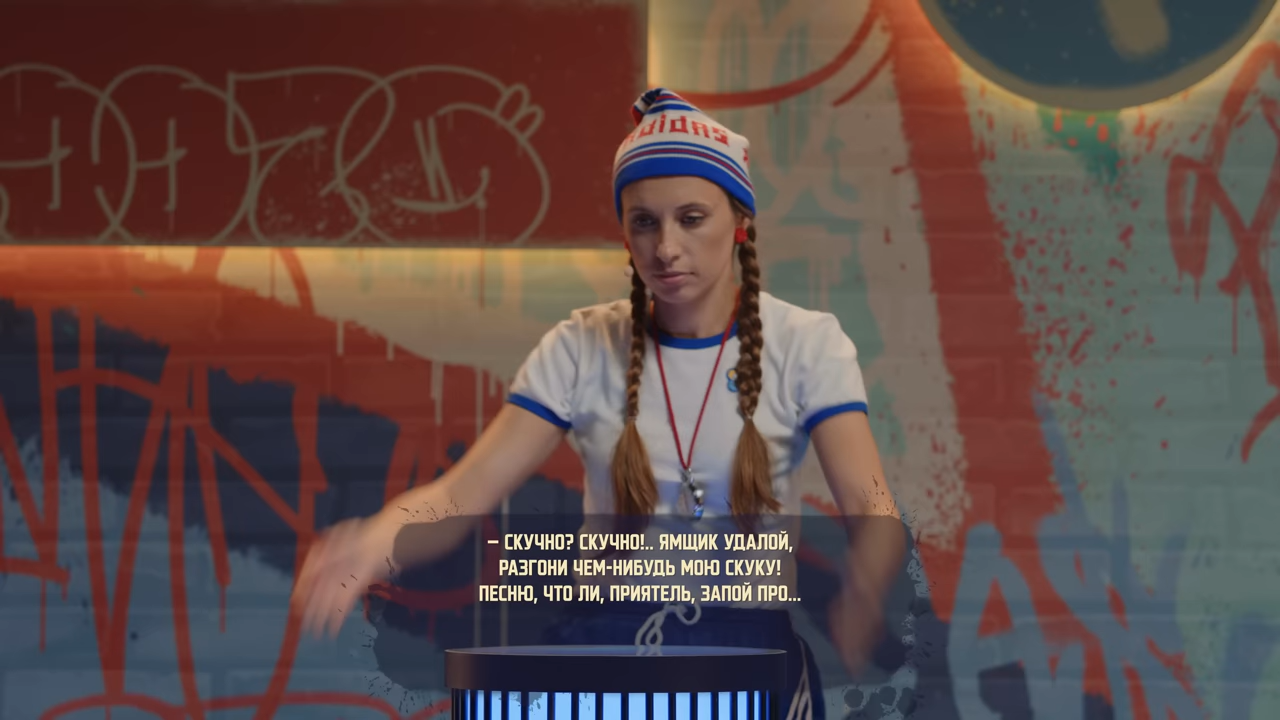 adidas
– СКУЧНО? СКУЧНО!.. ЯМЩИК УДАЛОЙ,
РАЗГОНИ ЧЕМ-НИБУДЬ МОЮ СКУКУ!
ПЕСНЮ, ЧТО ЛИ, ПРИЯТЕЛЬ, ЗАПОЙ ПРО...